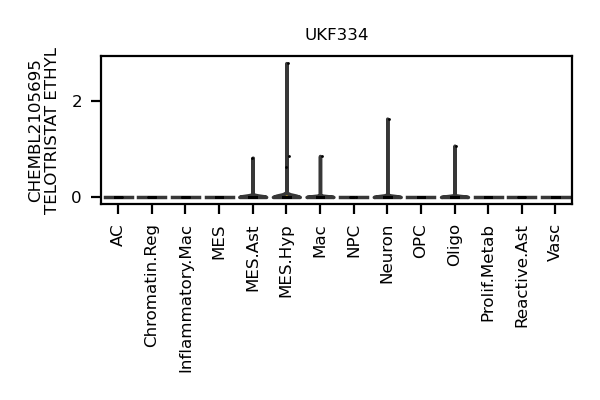 UKF334
CHEMBL2105695
TELOTRISTAT ETHYL
2
0
AC
Chromatin.Reg
Inflammatory.Mac
MES
MES.Ast
MES.Hyp
Mac
NPC
Neuron
OPC
Oligo
Prolif.Metab
Reactive.Ast
Vasc